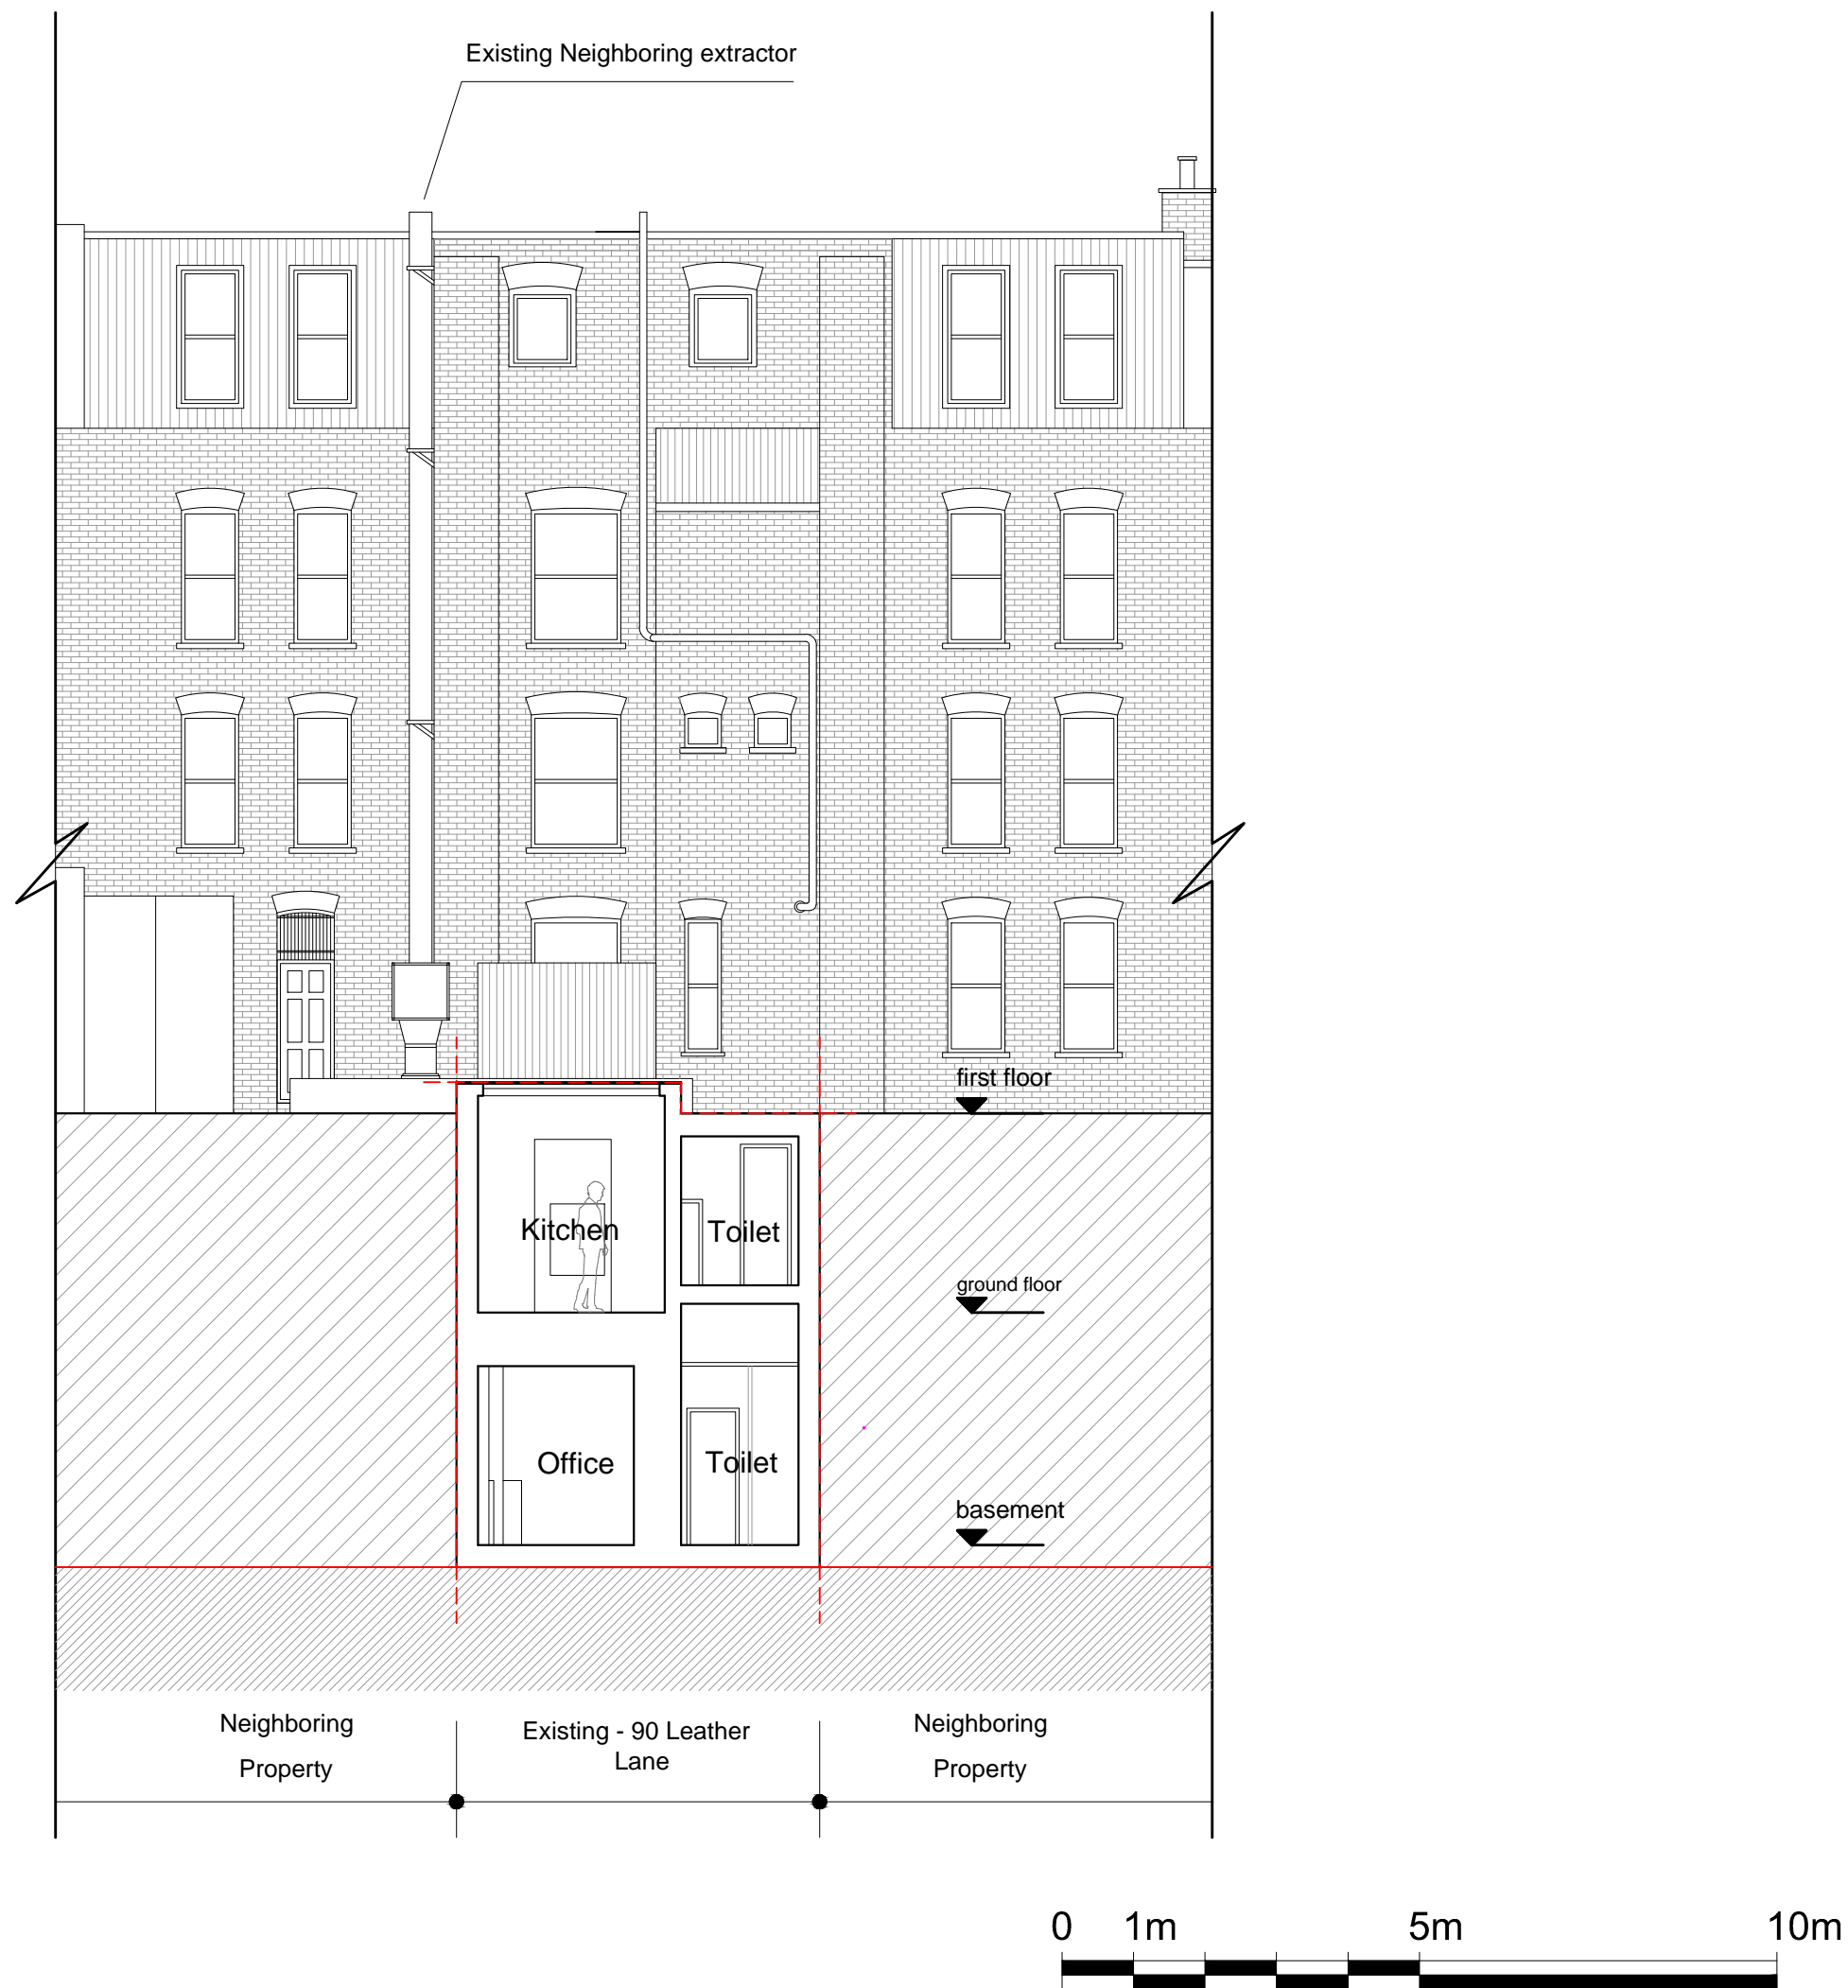 Existing Neighboring extractor
first floor
Kitchen
Toilet
ground floor
Office
Toilet
basement
Neighboring
Property
Existing - 90 Leather
Lane
Neighboring
Property
0 1m 5m 10m